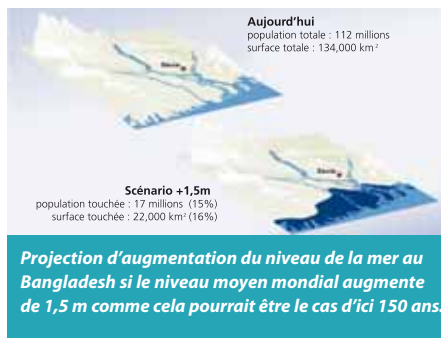 Aujourd'hui
population totale : 112 millions
surface totale : 134,000 km²
Dacca
Scénario +1,5m
population touchée : 17 millions (15%)
surface touchée : 22,000 km² (16%)
Dacca
Projection d'augmentation du niveau de la mer au
Bangladesh si le niveau moyen mondial augmente
de 1,5 m comme cela pourrait être le cas d'ici 150 ans.